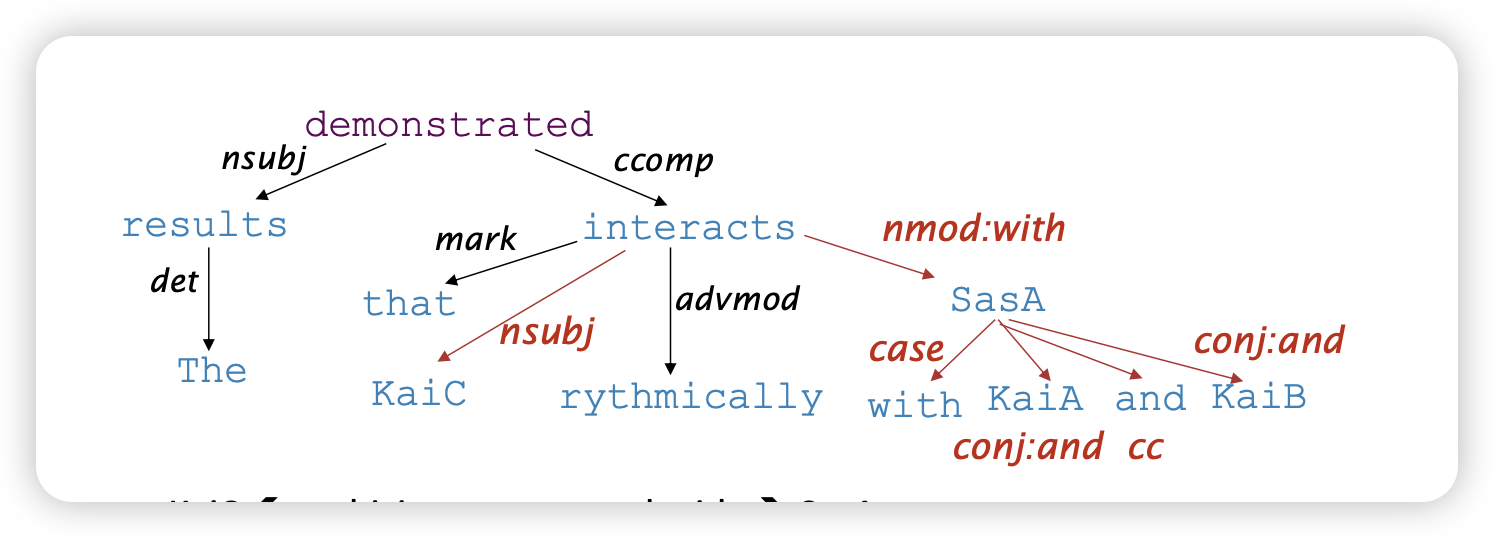 demonstrated
nsubj ccomp
results interacts nmod:with
mark
det that advmod SasA
nsubj case conj:and
The KaiC rythmically with KaiA and KaiB
conj:and cc